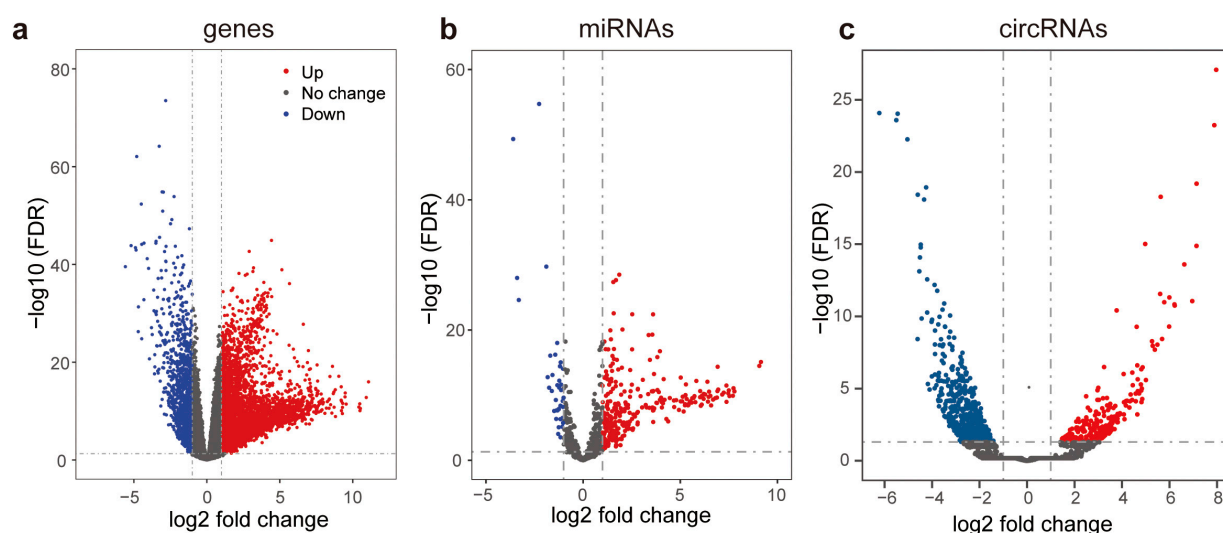 a genes
80
60
40
20
0
−5 0 5 10
log2 fold change
−log10 (FDR)
Up
No change
Down
b miRNAs
60
40
20
0
−5 0 5 10
log2 fold change
−log10 (FDR)
c circRNAs
25
20
15
10
5
0
−6 −4 −2 0 2 4 6 8
log2 fold change
−log10 (FDR)